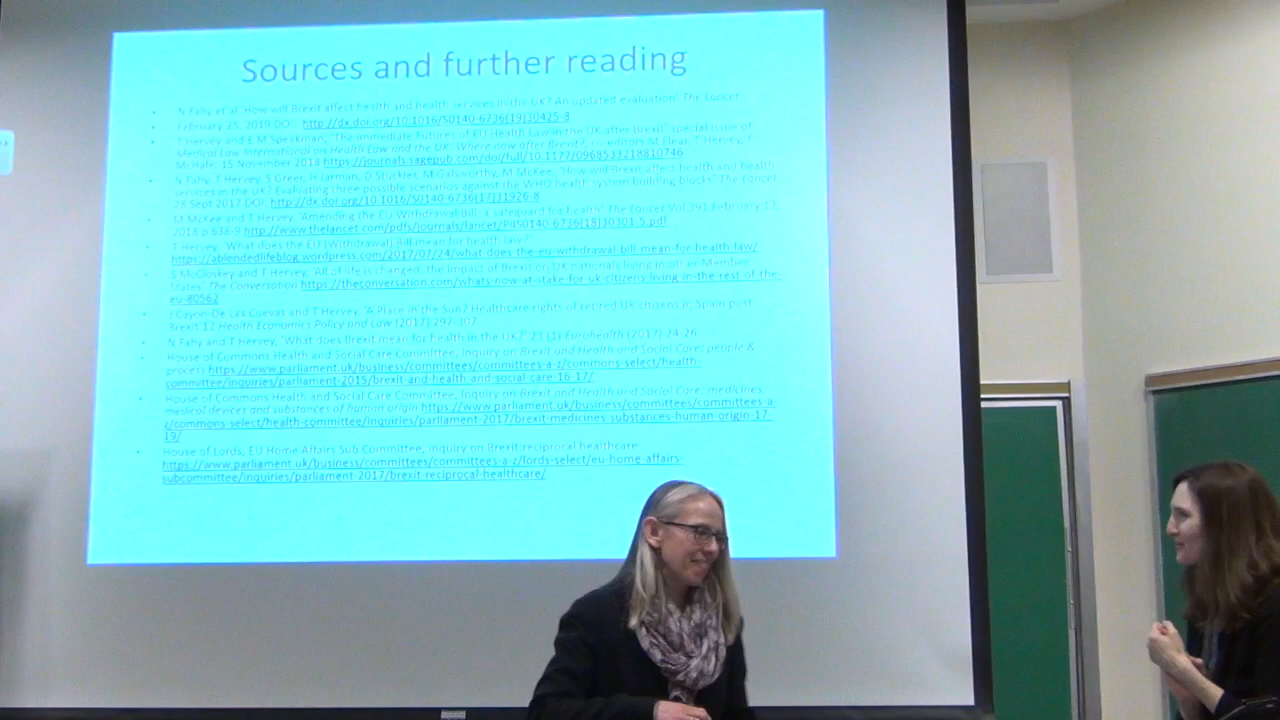 Sources and further reading
N Fahy et al 'How will Brexit affect health and health services in the UK? An updated evaluation' The Lancet
February 25, 2019 DOI: http://dx.doi.org/10.1016/S0140-6736(19)30425-8
T Hervey and E M Speakman, 'The Immediate Futures of EU Health Law in the UK after Brexit' special issue of
Medical Law International on Health Law and the UK: Where now after Brexit?, co-editors M Flear, T Hervey, J
McHale, 15 November 2018 https://journals.sagepub.com/doi/full/10.1177/0968533218810746
N Fahy, T Hervey, S Greer, H Jarman, D Stuckler, M Galsworthy, M McKee, 'How will Brexit affect health and health
services in the UK? Evaluating three possible scenarios against the WHO health system building blocks' The Lancet
28 Sept 2017 DOI: http://dx.doi.org/10.1016/S0140-6736(17)31926-8
M McKee and T Hervey, 'Amending the EU Withdrawal Bill: a safeguard for health' The Lancet Vol 391 February 17,
2018 p 638-9 http://www.thelancet.com/pdfs/journals/lancet/PIIS0140-6736(18)30301-5.pdf
T Hervey, 'What does the EU (Withdrawal) Bill mean for health law?'
https://ablendedlifeblog.wordpress.com/2017/07/24/what-does-the-eu-withdrawal-bill-mean-for-health-law/
S McCloskey and T Hervey, 'All of life is changed: the impact of Brexit on UK nationals living in other Member
States' The Conversation https://theconversation.com/whats-now-at-stake-for-uk-citizens-living-in-the-rest-of-the-
eu-80562
J Cayon-De Las Cuevas and T Hervey, 'A Place in the Sun? Healthcare rights of retired UK citizens in Spain post
Brexit' 12 Health Economics Policy and Law (2017) 297-307
N Fahy and T Hervey, 'What does Brexit mean for health in the UK?' 23 (1) Eurohealth (2017) 24-26
House of Commons Health and Social Care Committee, Inquiry on Brexit and Health and Social Care: people &
process https://www.parliament.uk/business/committees/committees-a-z/commons-select/health-
committee/inquiries/parliament-2015/brexit-and-health-and-social-care-16-17/
House of Commons Health and Social Care Committee, Inquiry on Brexit and Health and Social Care: medicines,
medical devices and substances of human origin https://www.parliament.uk/business/committees/committees-a-
z/commons-select/health-committee/inquiries/parliament-2017/brexit-medicines-substances-human-origin-17-
19/
House of Lords, EU Home Affairs Sub Committee, Inquiry on Brexit:reciprocal healthcare
https://www.parliament.uk/business/committees/committees-a-z/lords-select/eu-home-affairs-
subcommittee/inquiries/parliament-2017/brexit-reciprocal-healthcare/